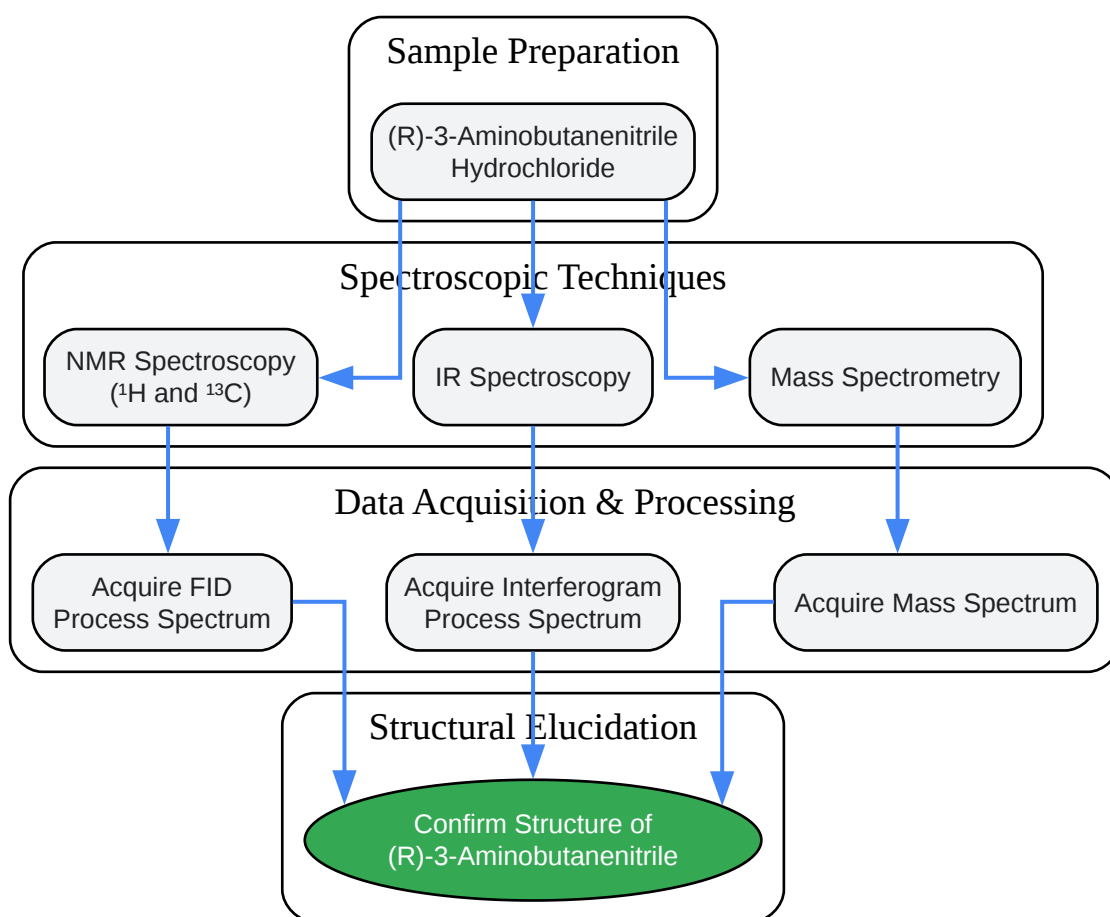 Sample Preparation
(R)-3-Aminobutanenitrile
Hydrochloride
Spectroscopic Techniques
NMR Spectroscopy
(¹H and ¹³C)
IR Spectroscopy
Mass Spectrometry
Data Acquisition & Processing
Acquire FID
Process Spectrum
Acquire Interferogram
Process Spectrum
Acquire Mass Spectrum
Structural Elucidation
Confirm Structure of
(R)-3-Aminobutanenitrile